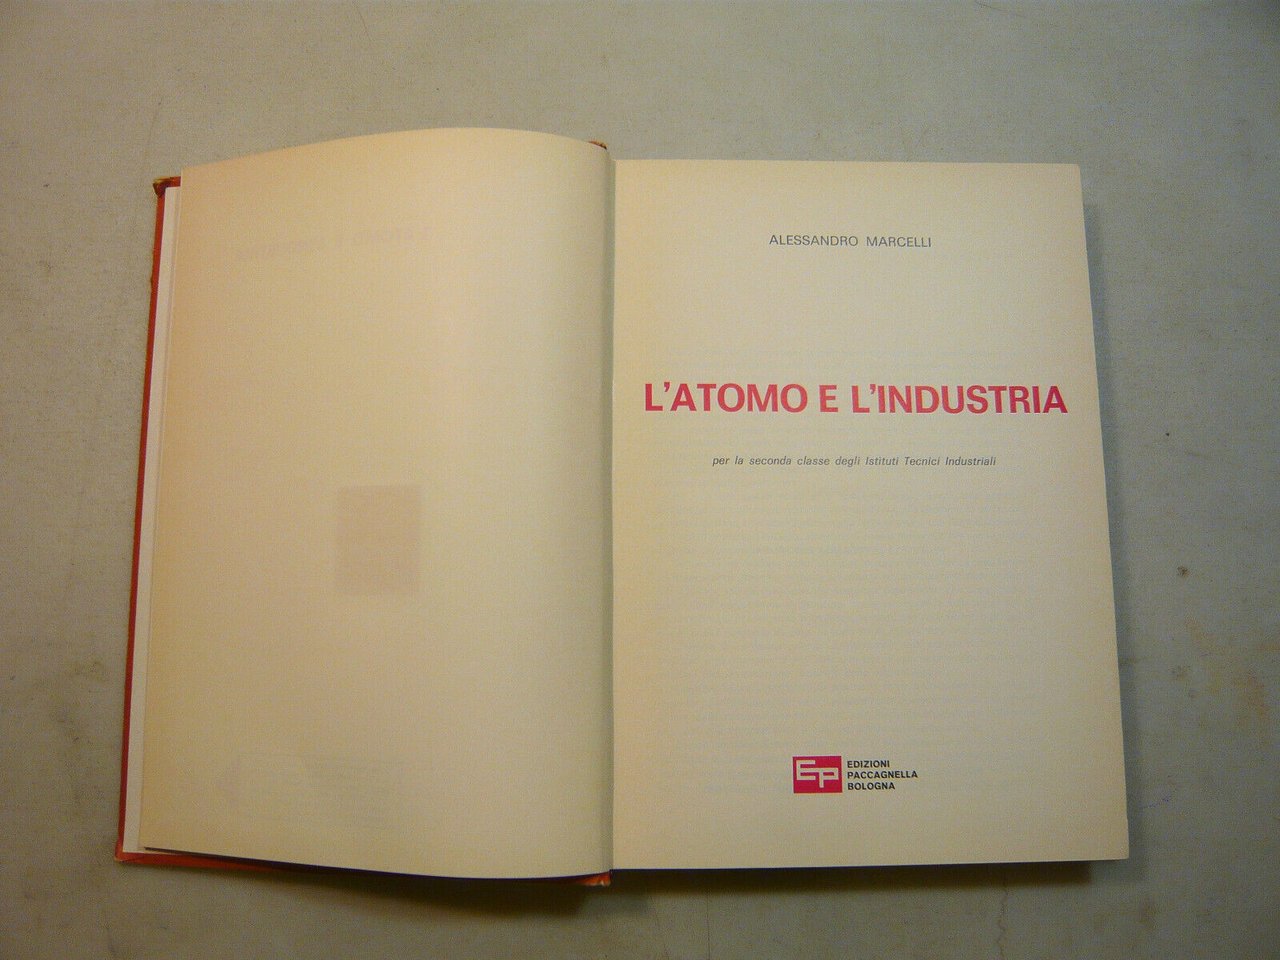 ALESSANDRO MARCELLI
L'ATOMO E L'INDUSTRIA
per la seconda classe degli Istituti Tecnici Industriali
EP
EDIZIONI
PACCAGNELLA
BOLOGNA